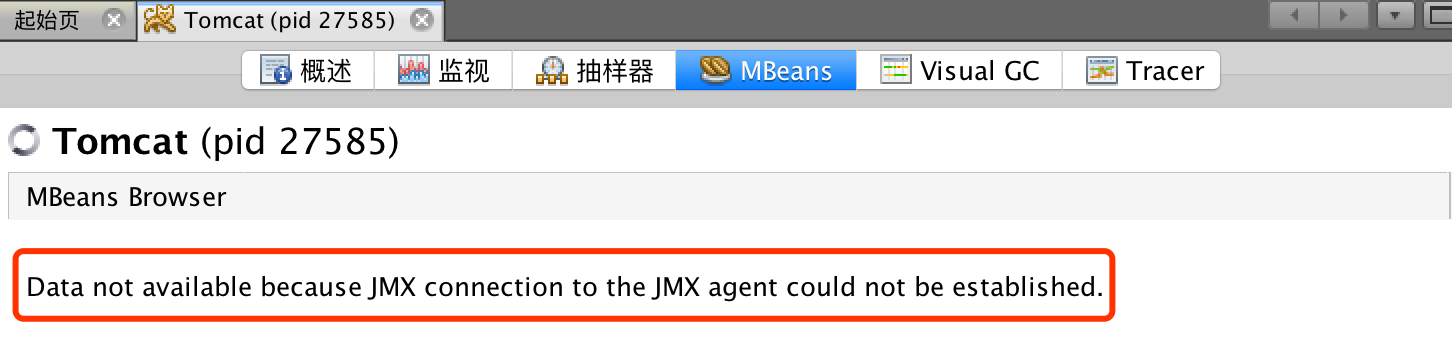 起始页 Tomcat (pid 27585)
概述 监视 抽样器 MBeans Visual GC Tracer
Tomcat (pid 27585)
MBeans Browser
Data not available because JMX connection to the JMX agent could not be established.